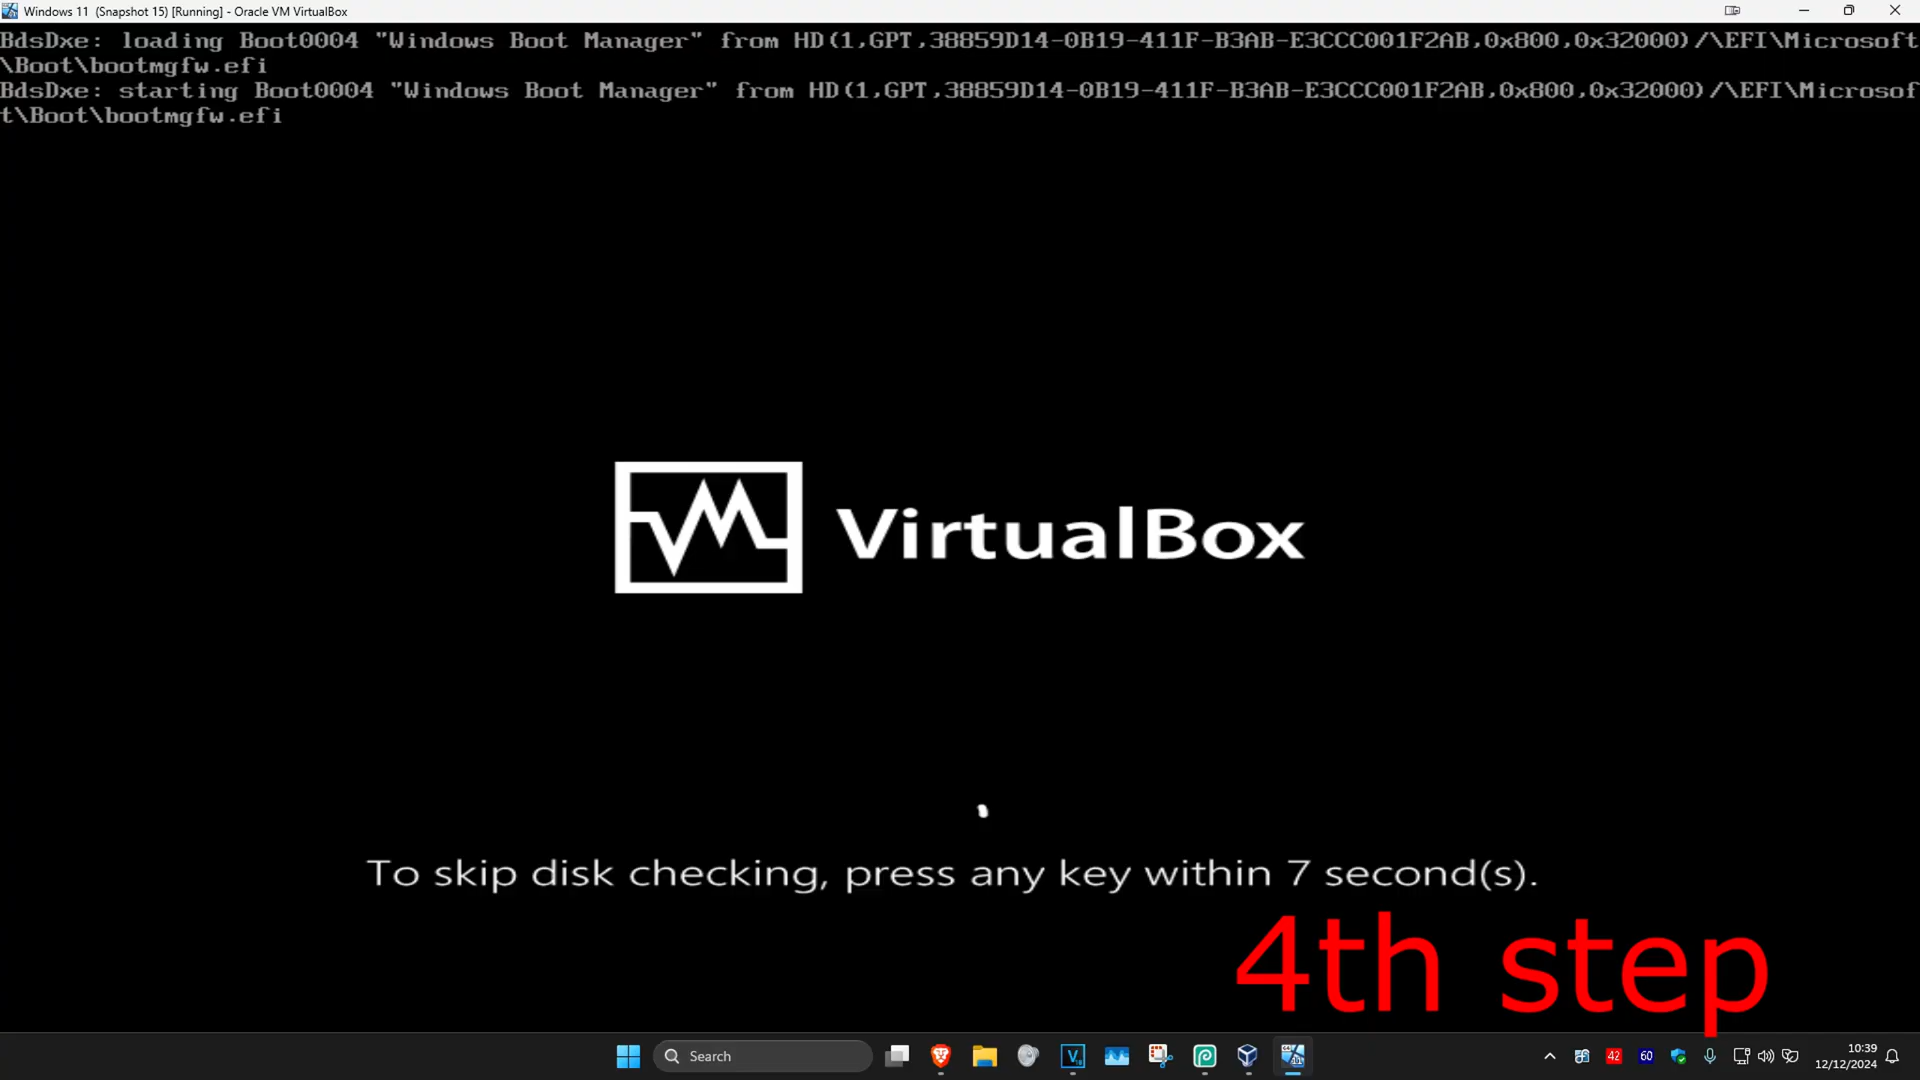 Windows 11 (Snapshot 15) [Running] - Oracle VM VirtualBox
BdsDxe: loading Boot0004 "Windows Boot Manager" from HD(1,GPT,38859D14-0B19-411F-B3AB-E3CCC001F2AB,0x800,0x32000)/\EFI\Microsoft
\Boot\bootmgfw.efi
BdsDxe: starting Boot0004 "Windows Boot Manager" from HD(1,GPT,38859D14-0B19-411F-B3AB-E3CCC001F2AB,0x800,0x32000)/\EFI\Microsof
t\Boot\bootmgfw.efi
VirtualBox
To skip disk checking, press any key within 7 second(s).
4th step
Search
42
60
10:39
12/12/2024